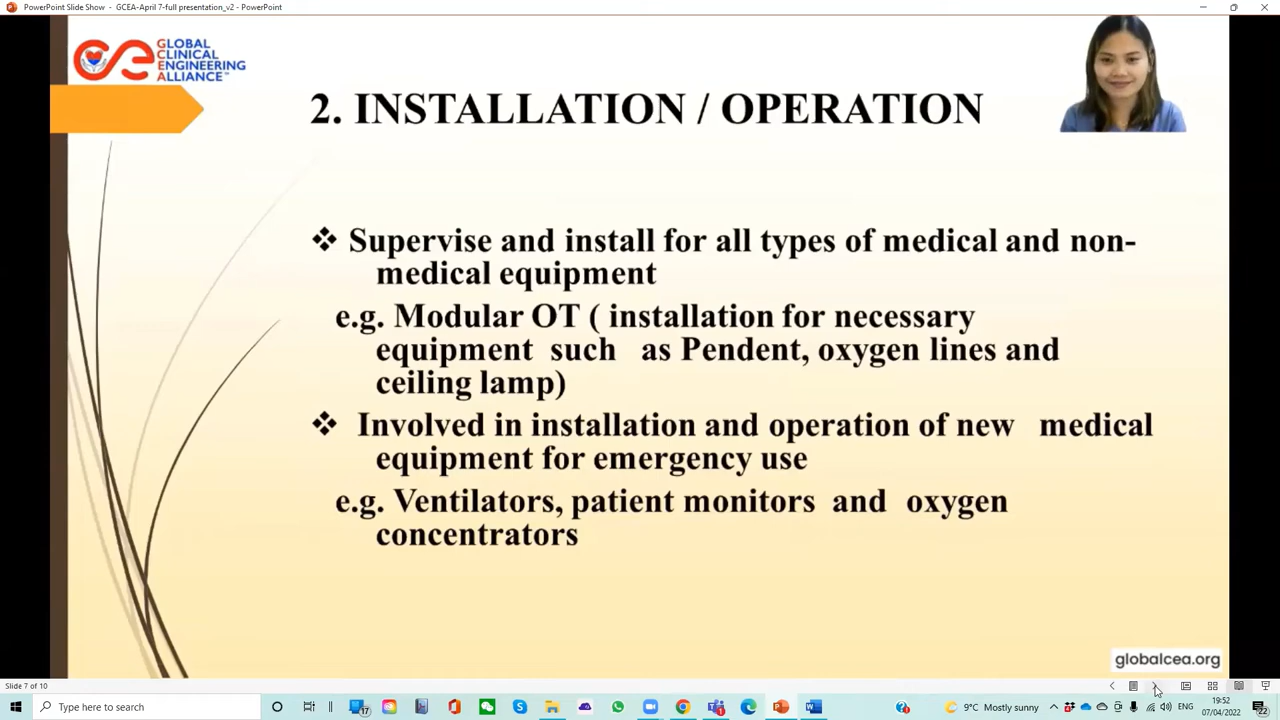 PowerPoint Slide Show - GCEA-April 7-full presentation_v2 - PowerPoint
GLOBAL
CLINICAL
ENGINEERING
ALLIANCE™
2. INSTALLATION / OPERATION
❖ Supervise and install for all types of medical and non-
medical equipment
e.g. Modular OT ( installation for necessary
equipment such as Pendent, oxygen lines and
ceiling lamp)
❖ Involved in installation and operation of new medical
equipment for emergency use
e.g. Ventilators, patient monitors and oxygen
concentrators
globalcea.org
Slide 7 of 10
Type here to search
17
9°C Mostly sunny
ENG
19:52
07/04/2022
22